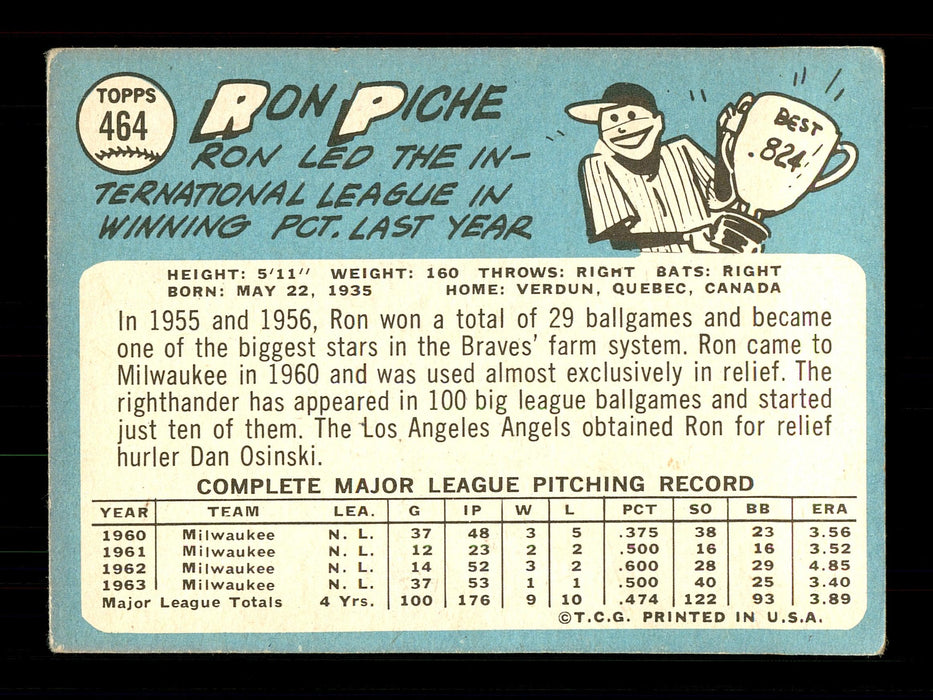 TOPPS
464
RON PICHE
RON LED THE IN-
TERNATIONAL LEAGUE IN
WINNING PCT. LAST YEAR
BEST
.824!
HEIGHT: 5'11" WEIGHT: 160 THROWS: RIGHT BATS: RIGHT
BORN: MAY 22, 1935 HOME: VERDUN, QUEBEC, CANADA
In 1955 and 1956, Ron won a total of 29 ballgames and became
one of the biggest stars in the Braves' farm system. Ron came to
Milwaukee in 1960 and was used almost exclusively in relief. The
righthander has appeared in 100 big league ballgames and started
just ten of them. The Los Angeles Angels obtained Ron for relief
hurler Dan Osinski.
COMPLETE MAJOR LEAGUE PITCHING RECORD
YEAR TEAM LEA. G IP W L PCT SO BB ERA
1960 Milwaukee N. L. 37 48 3 5 .375 38 23 3.56
1961 Milwaukee N. L. 12 23 2 2 .500 16 16 3.52
1962 Milwaukee N. L. 14 52 3 2 .600 28 29 4.85
1963 Milwaukee N. L. 37 53 1 1 .500 40 25 3.40
Major League Totals 4 Yrs. 100 176 9 10 .474 122 93 3.89
©T.C.G. PRINTED IN U.S.A.